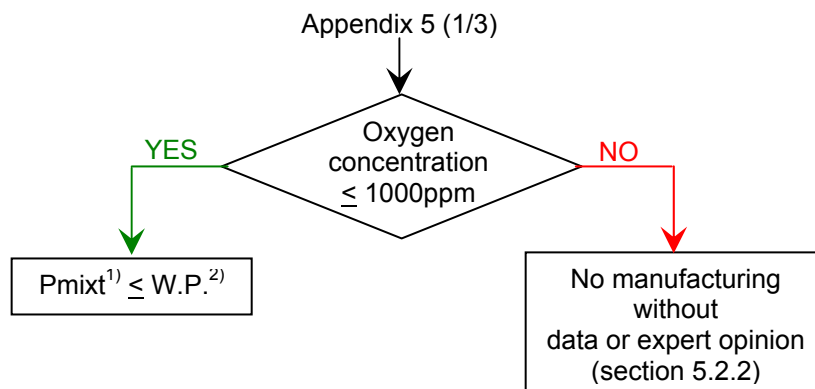 Appendix 5 (1/3)
Oxygen
concentration
≤ 1000ppm
YES
NO
Pmixt¹⁾ ≤ W.P.²⁾
No manufacturing
without
data or expert opinion
(section 5.2.2)